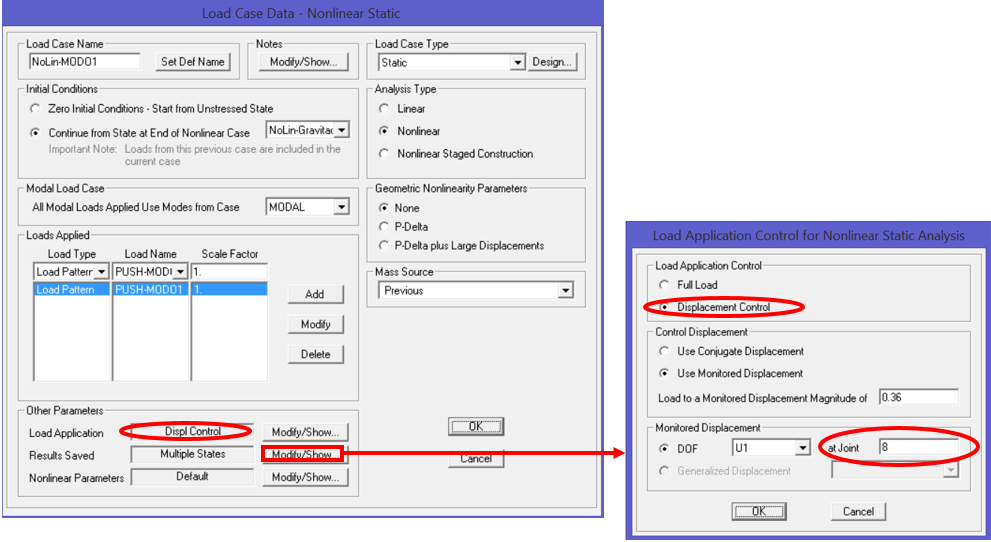 Load Case Data - Nonlinear Static
Load Case Name
NoLin-MODO1
Set Def Name
Notes
Modify/Show...
Load Case Type
Static
Design...
Initial Conditions
Zero Initial Conditions - Start from Unstressed State
Continue from State at End of Nonlinear Case
NoLin-Gravitac
Important Note: Loads from this previous case are included in the
current case
Analysis Type
Linear
Nonlinear
Nonlinear Staged Construction
Modal Load Case
All Modal Loads Applied Use Modes from Case
MODAL
Geometric Nonlinearity Parameters
None
P-Delta
P-Delta plus Large Displacements
Loads Applied
Load Type Load Name Scale Factor
Load Pattern PUSH-MODO 1.
Load Pattern PUSH-MODO1 1.
Add
Modify
Delete
Mass Source
Previous
Other Parameters
Load Application Displ Control Modify/Show...
Results Saved Multiple States Modify/Show...
Nonlinear Parameters Default Modify/Show...
OK
Cancel
Load Application Control for Nonlinear Static Analysis
Load Application Control
Full Load
Displacement Control
Control Displacement
Use Conjugate Displacement
Use Monitored Displacement
Load to a Monitored Displacement Magnitude of 0.36
Monitored Displacement
DOF U1 at Joint 8
Generalized Displacement
OK Cancel